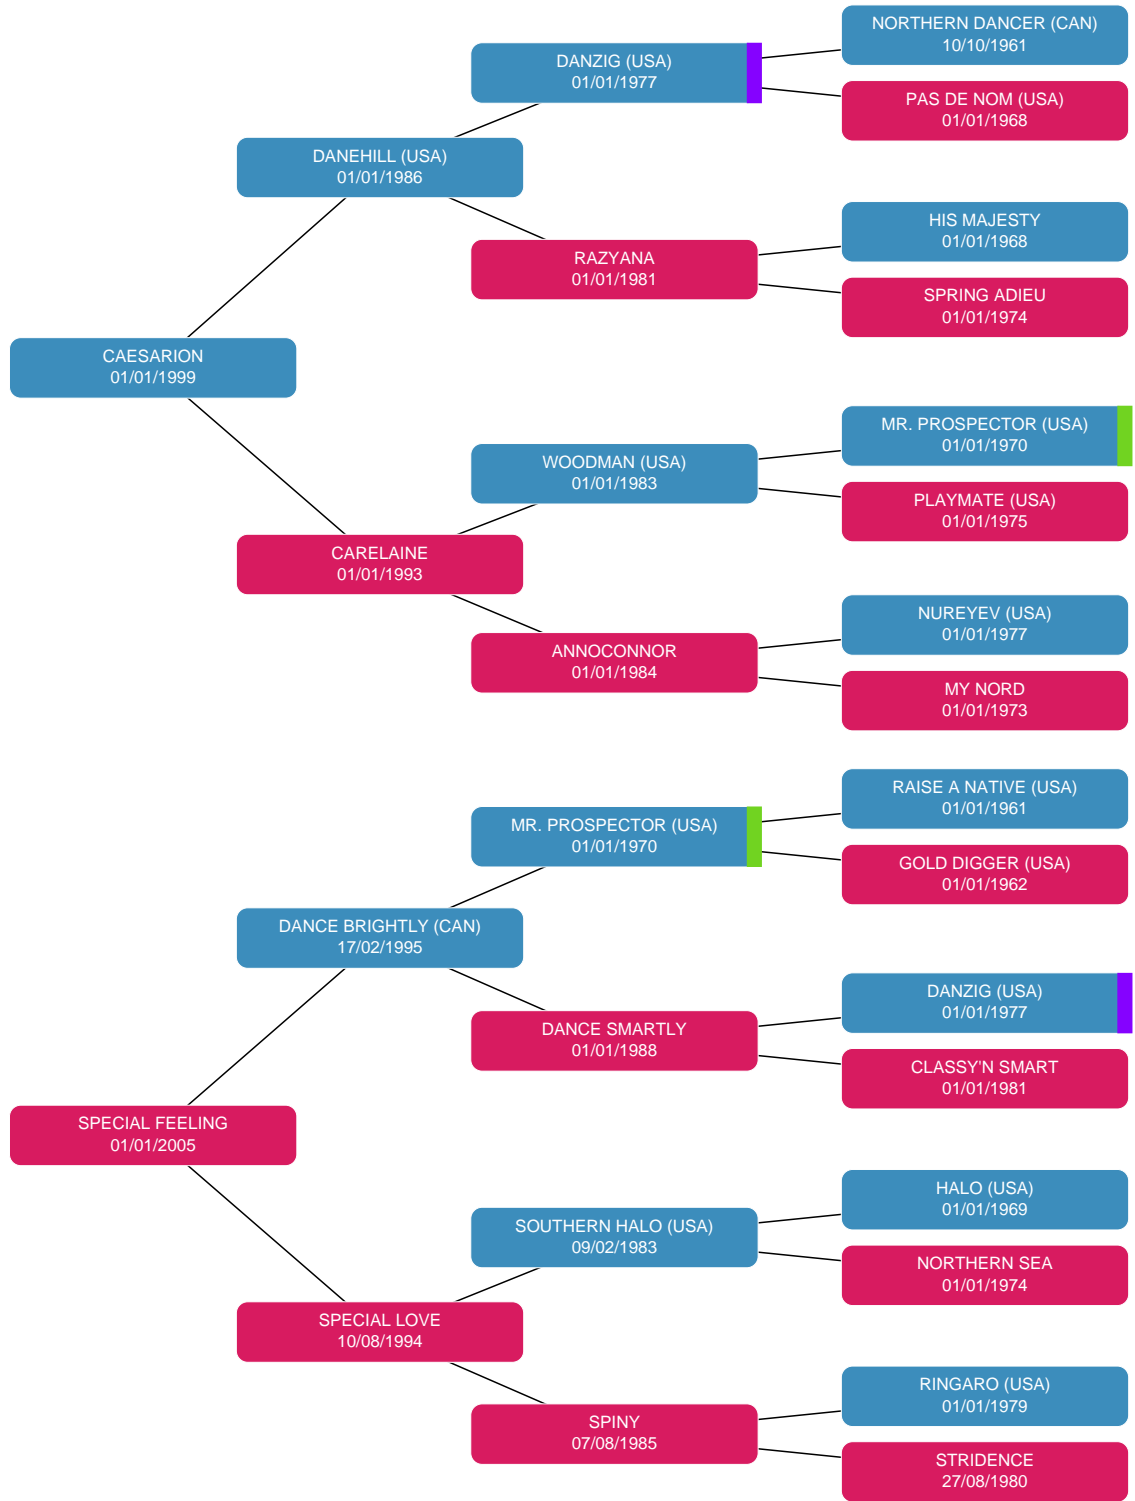 NORTHERN DANCER (CAN)
10/10/1961
DANZIG (USA)
01/01/1977
PAS DE NOM (USA)
01/01/1968
DANEHILL (USA)
01/01/1986
HIS MAJESTY
01/01/1968
RAZYANA
01/01/1981
SPRING ADIEU
01/01/1974
CAESARION
01/01/1999
MR. PROSPECTOR (USA)
01/01/1970
WOODMAN (USA)
01/01/1983
PLAYMATE (USA)
01/01/1975
CARELAINE
01/01/1993
NUREYEV (USA)
01/01/1977
ANNOCONNOR
01/01/1984
MY NORD
01/01/1973
RAISE A NATIVE (USA)
01/01/1961
MR. PROSPECTOR (USA)
01/01/1970
GOLD DIGGER (USA)
01/01/1962
DANCE BRIGHTLY (CAN)
17/02/1995
DANZIG (USA)
01/01/1977
DANCE SMARTLY
01/01/1988
CLASSY'N SMART
01/01/1981
SPECIAL FEELING
01/01/2005
HALO (USA)
01/01/1969
SOUTHERN HALO (USA)
09/02/1983
NORTHERN SEA
01/01/1974
SPECIAL LOVE
10/08/1994
RINGARO (USA)
01/01/1979
SPINY
07/08/1985
STRIDENCE
27/08/1980